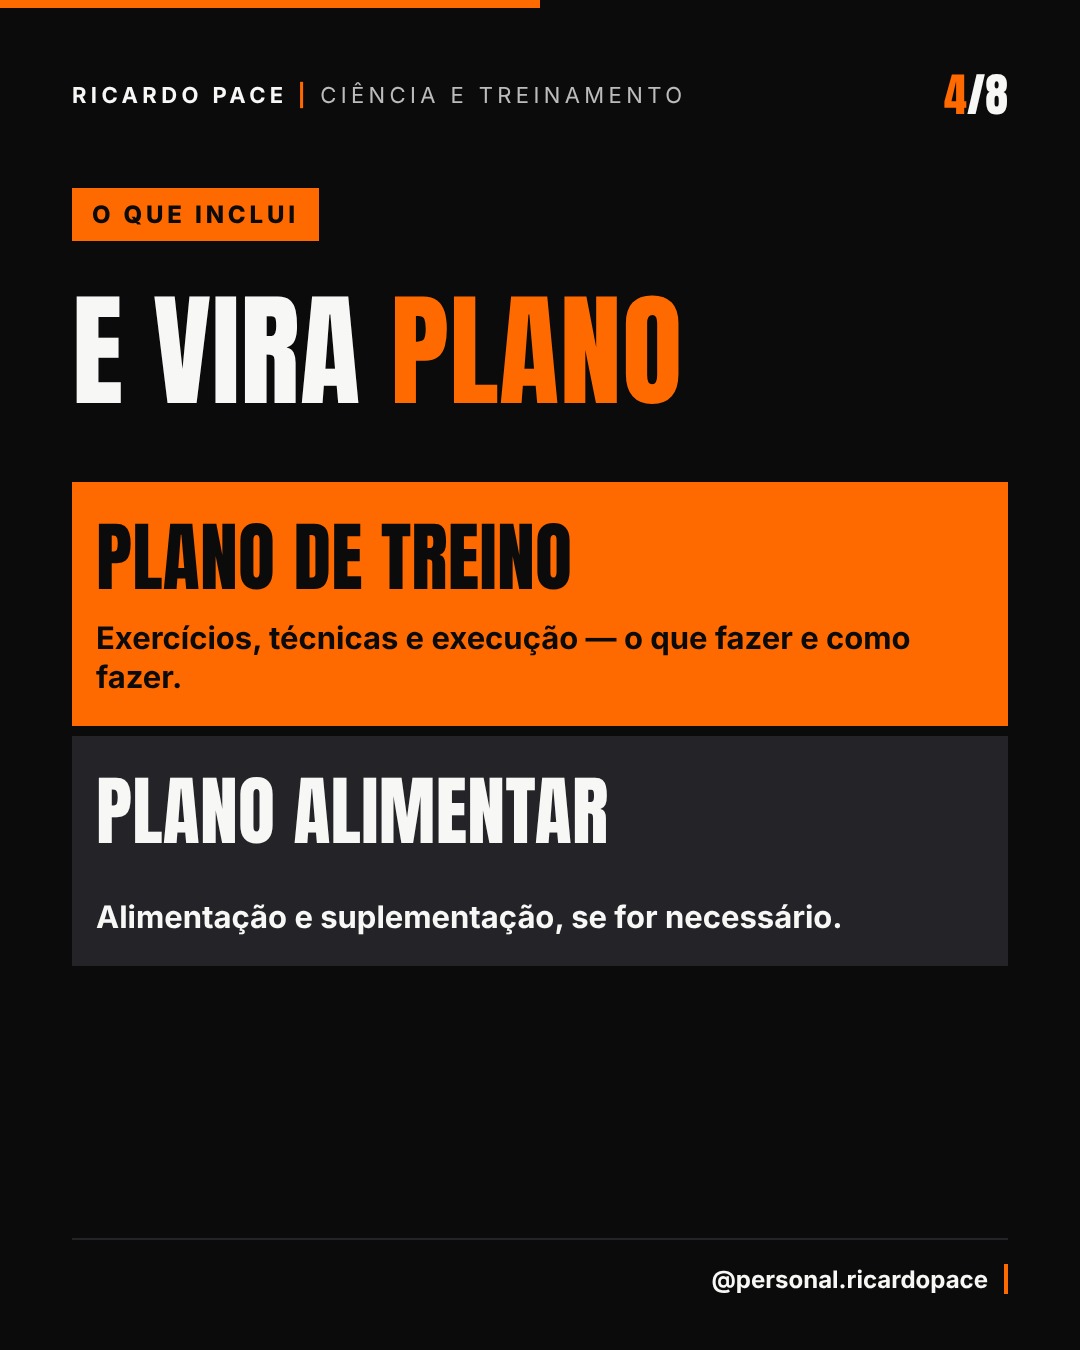 RICARDO PACE | CIÊNCIA E TREINAMENTO
4/8
O QUE INCLUI
E VIRA PLANO
PLANO DE TREINO
Exercícios, técnicas e execução — o que fazer e como
fazer.
PLANO ALIMENTAR
Alimentação e suplementação, se for necessário.
@personal.ricardopace